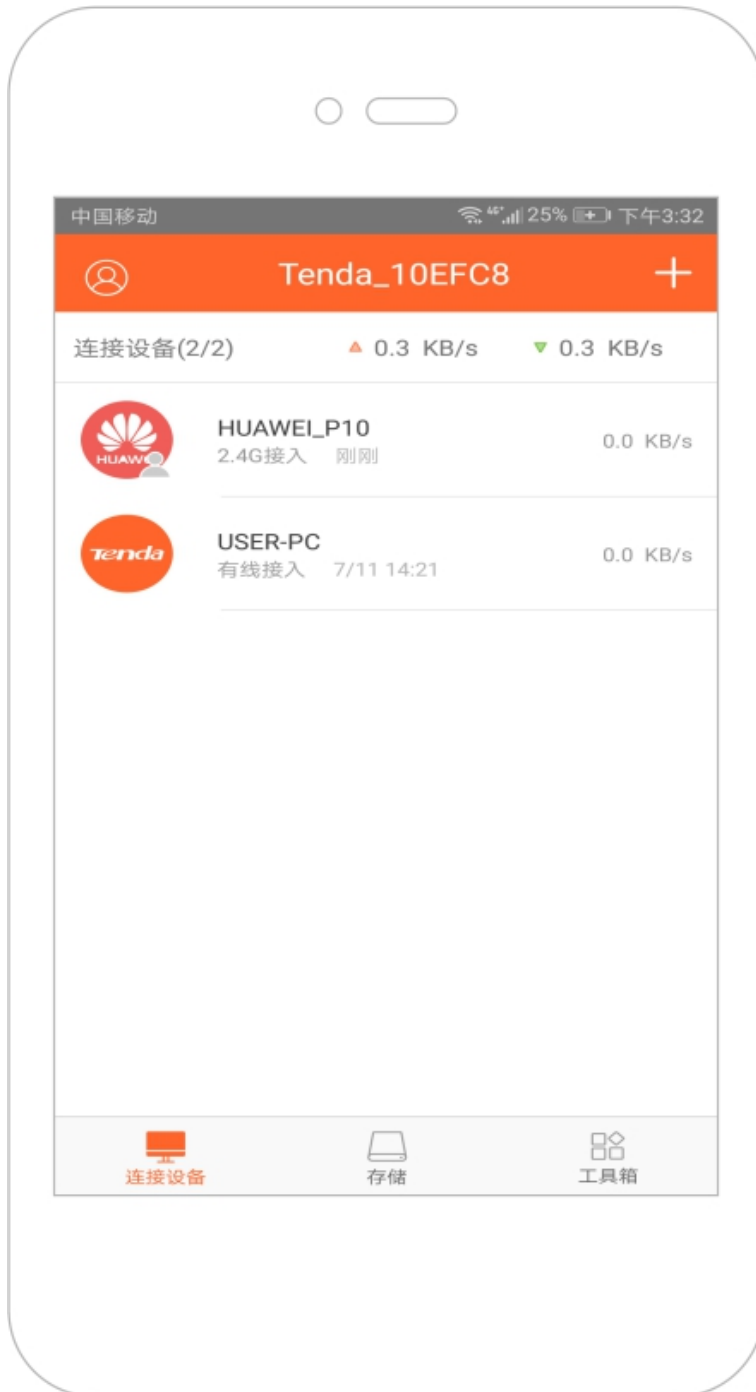 中国移动 4G+ 25% 下午3:32
Tenda_10EFC8
连接设备(2/2) 0.3 KB/s 0.3 KB/s
HUAWEI_P10 0.0 KB/s
HUAWEI
2.4G接入 刚刚
Tenda
USER-PC 0.0 KB/s
有线接入 7/11 14:21
连接设备 存储 工具箱